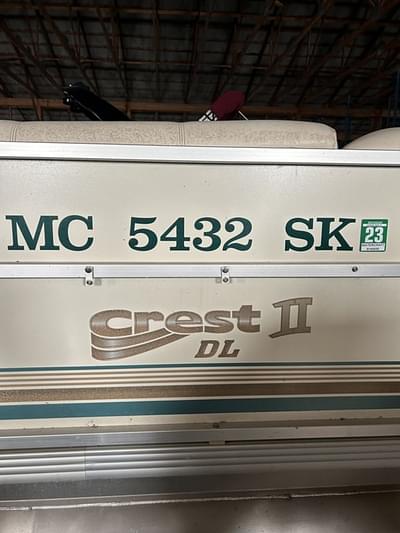 MC 5432 SK
23
Crest II
DL